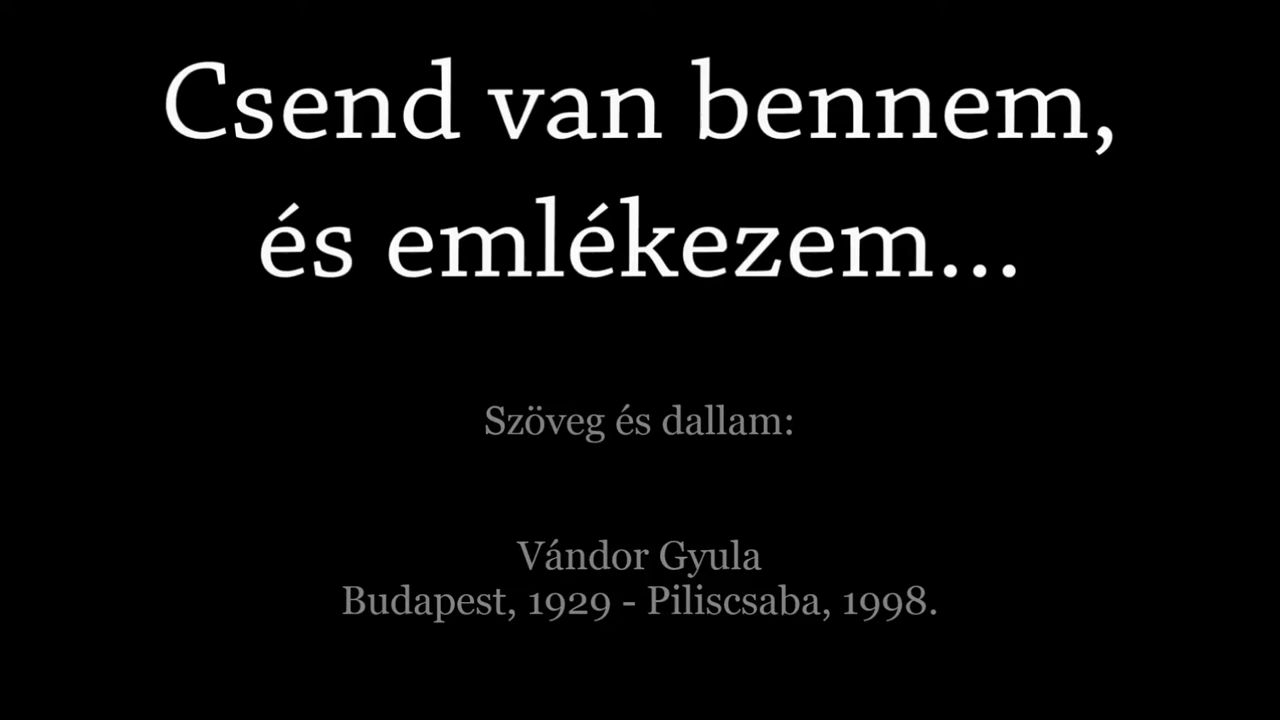 Csend van bennem,
és emlékezem...
Szöveg és dallam:
Vándor Gyula
Budapest, 1929 - Piliscsaba, 1998.